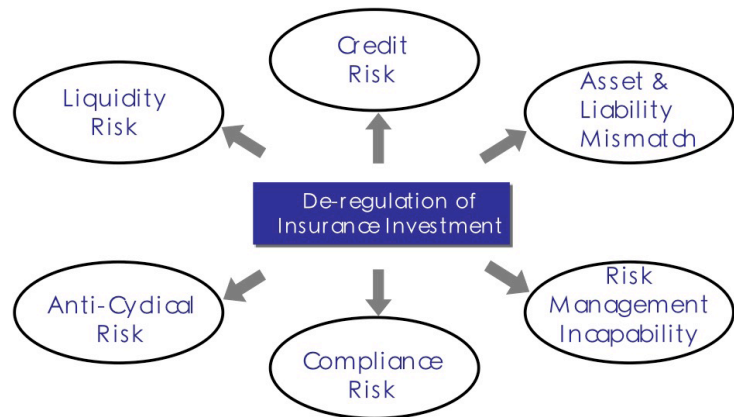 Credit
Risk
Liquidity
Risk
Asset &
Liability
Mismatch
De-regulation of
Insurance Investment
Anti-Cyclical
Risk
Risk
Management
Incapability
Compliance
Risk